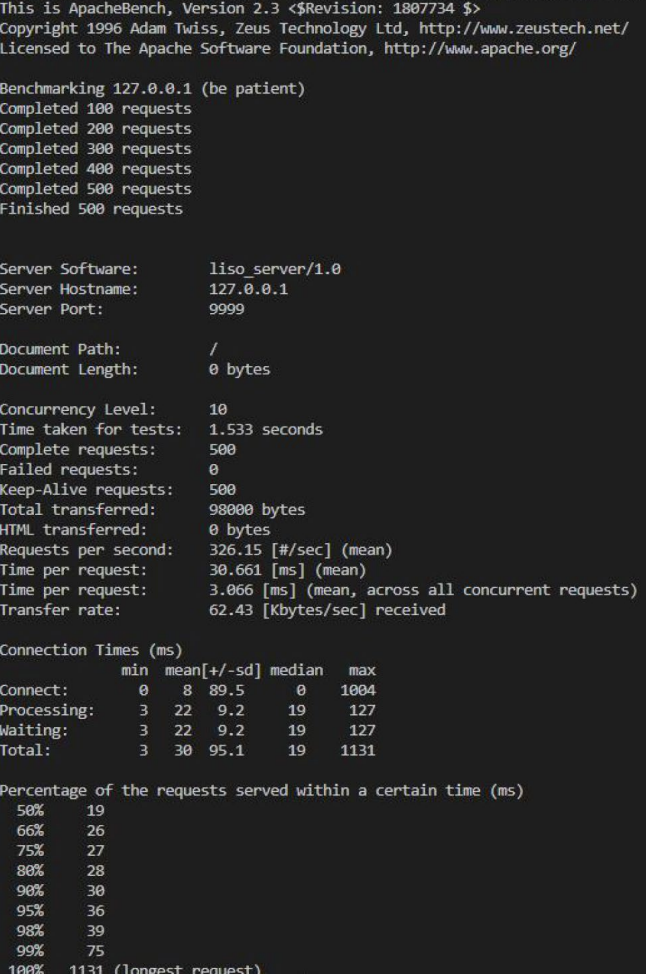 This is ApacheBench, Version 2.3 <$Revision: 1807734 $>
Copyright 1996 Adam Twiss, Zeus Technology Ltd, http://www.zeustech.net/
Licensed to The Apache Software Foundation, http://www.apache.org/

Benchmarking 127.0.0.1 (be patient)
Completed 100 requests
Completed 200 requests
Completed 300 requests
Completed 400 requests
Completed 500 requests
Finished 500 requests


Server Software:        liso_server/1.0
Server Hostname:        127.0.0.1
Server Port:            9999

Document Path:          /
Document Length:        0 bytes

Concurrency Level:      10
Time taken for tests:   1.533 seconds
Complete requests:      500
Failed requests:        0
Keep-Alive requests:    500
Total transferred:      98000 bytes
HTML transferred:       0 bytes
Requests per second:    326.15 [#/sec] (mean)
Time per request:       30.661 [ms] (mean)
Time per request:       3.066 [ms] (mean, across all concurrent requests)
Transfer rate:          62.43 [Kbytes/sec] received

Connection Times (ms)
              min  mean[+/-sd] median   max
Connect:        0    8  89.5      0    1004
Processing:     3   22   9.2     19     127
Waiting:        3   22   9.2     19     127
Total:          3   30  95.1     19    1131

Percentage of the requests served within a certain time (ms)
  50%     19
  66%     26
  75%     27
  80%     28
  90%     30
  95%     36
  98%     39
  99%     75
 100%   1131 (longest request)